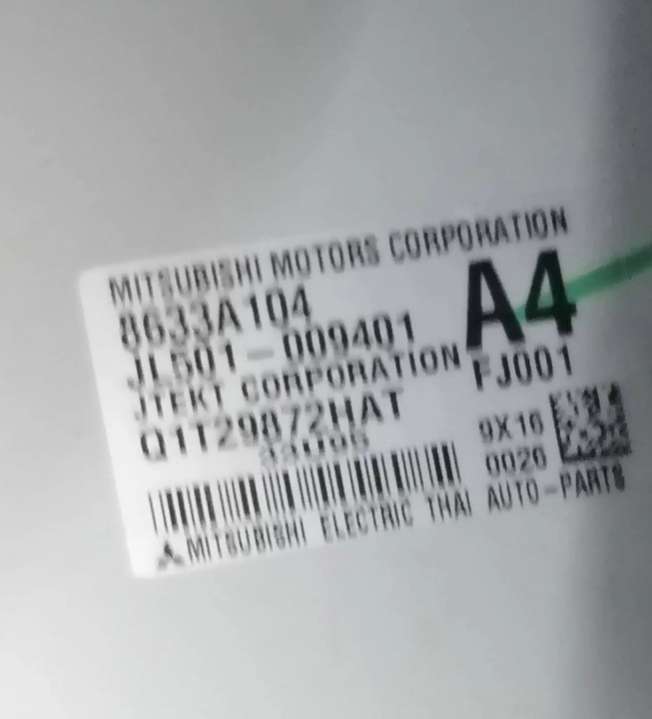 MITSUBISHI MOTORS CORPORATION
8633A104
A4
JL501-009401
JTEKT CORPORATION
FJ001
Q1T29872HAT
9X16
0026
MITSUBISHI ELECTRIC THAI AUTO-PARTS